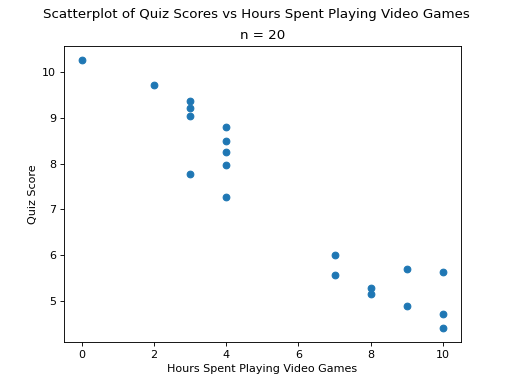 Scatterplot of Quiz Scores vs Hours Spent Playing Video Games
n = 20
10
9
8
7
6
5
Quiz Score
0 2 4 6 8 10
Hours Spent Playing Video Games